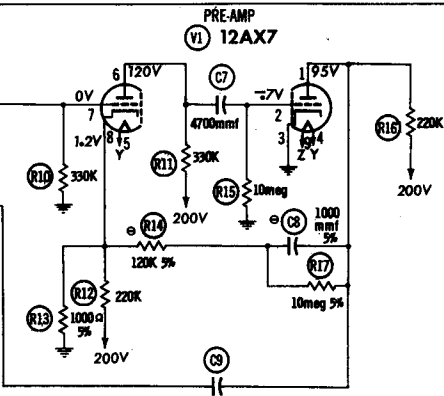 PRE-AMP
V1 12AX7
6 120V
C7
1 95V
0V
7
4700mmf
-.7V
2
R16 220K
1.2V
8 5
Y
3
9 4
Z Y
R10 330K
R11 330K
R15 10meg
200V
200V
⊖ R14
120K 5%
⊖ C8
1000
mmf
5%
R17
10meg 5%
R13 1000Ω
5%
R12 220K
200V
C9